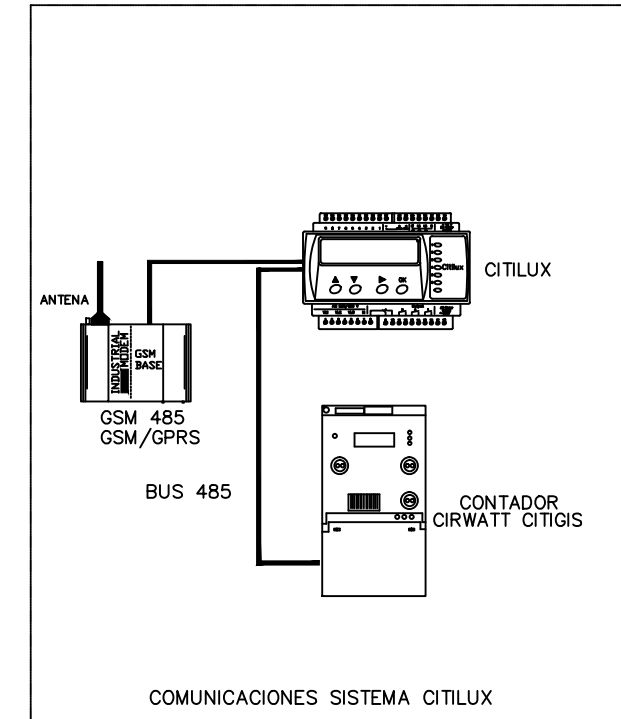 CitiLux
OK
CITILUX
ANTENA
INDUSTRIAL
MODEM
GSM
BASE
GSM 485
GSM/GPRS
BUS 485
CONTADOR
CIRWATT CITIGIS
COMUNICACIONES SISTEMA CITILUX